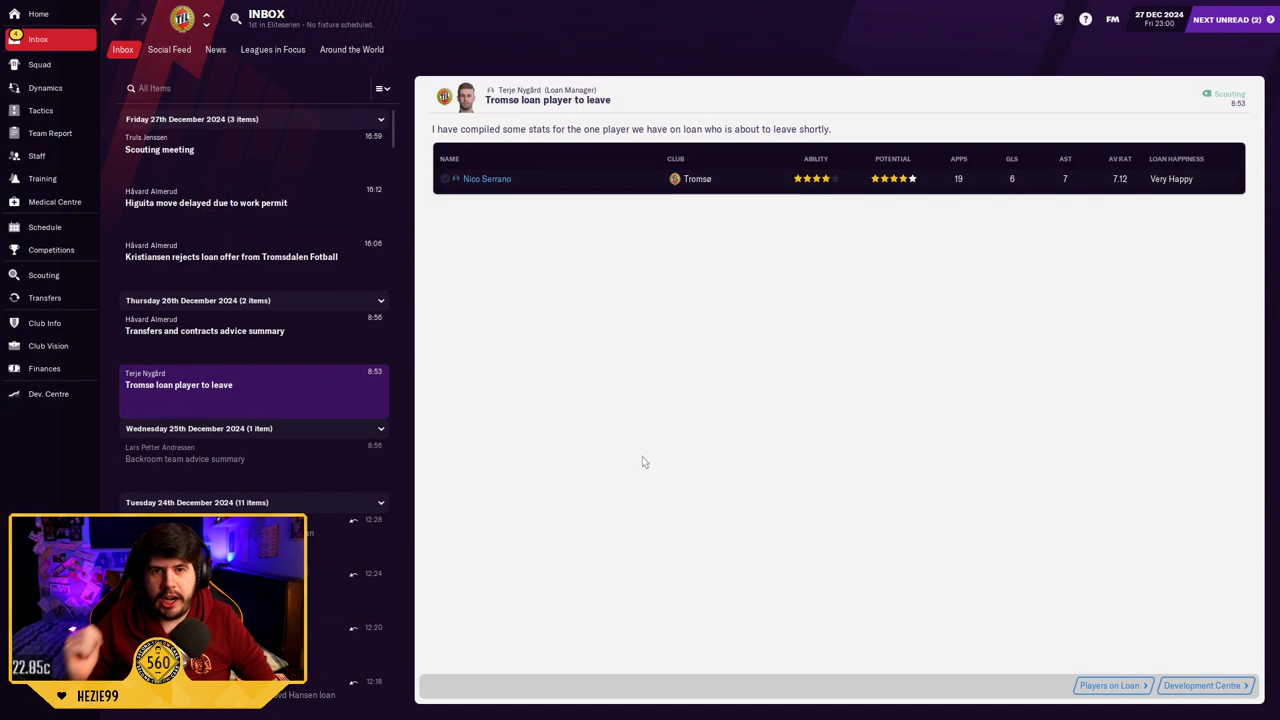 Home
INBOX
1st in Eliteserien - No fixture scheduled.
FM
27 DEC 2024
Fri 23:00
NEXT UNREAD (2)
4
Inbox
Squad
Dynamics
Tactics
Team Report
Staff
Training
Medical Centre
Schedule
Competitions
Scouting
Transfers
Club Info
Club Vision
Finances
Dev. Centre
Inbox
Social Feed
News
Leagues in Focus
Around the World
All Items
Friday 27th December 2024 (3 items)
Truls Jenssen
16:59
Scouting meeting
Håvard Almerud
16:12
Higuita move delayed due to work permit
Håvard Almerud
16:06
Kristiansen rejects loan offer from Tromsdalen Fotball
Thursday 26th December 2024 (2 items)
Håvard Almerud
8:56
Transfers and contracts advice summary
Terje Nygård
8:53
Tromsø loan player to leave
Wednesday 25th December 2024 (1 item)
Lars Petter Andressen
8:56
Backroom team advice summary
Tuesday 24th December 2024 (11 items)
12:28
12:24
12:20
12:18
vd Hansen loan
TIL
Terje Nygård (Loan Manager)
Tromsø loan player to leave
Scouting
8:53
I have compiled some stats for the one player we have on loan who is about to leave shortly.
NAME CLUB ABILITY POTENTIAL APPS GLS AST AV RAT LOAN HAPPINESS
Nico Serrano Tromsø 19 6 7 7.12 Very Happy
Players on Loan
Development Centre
22.85c
560
HEZIE99